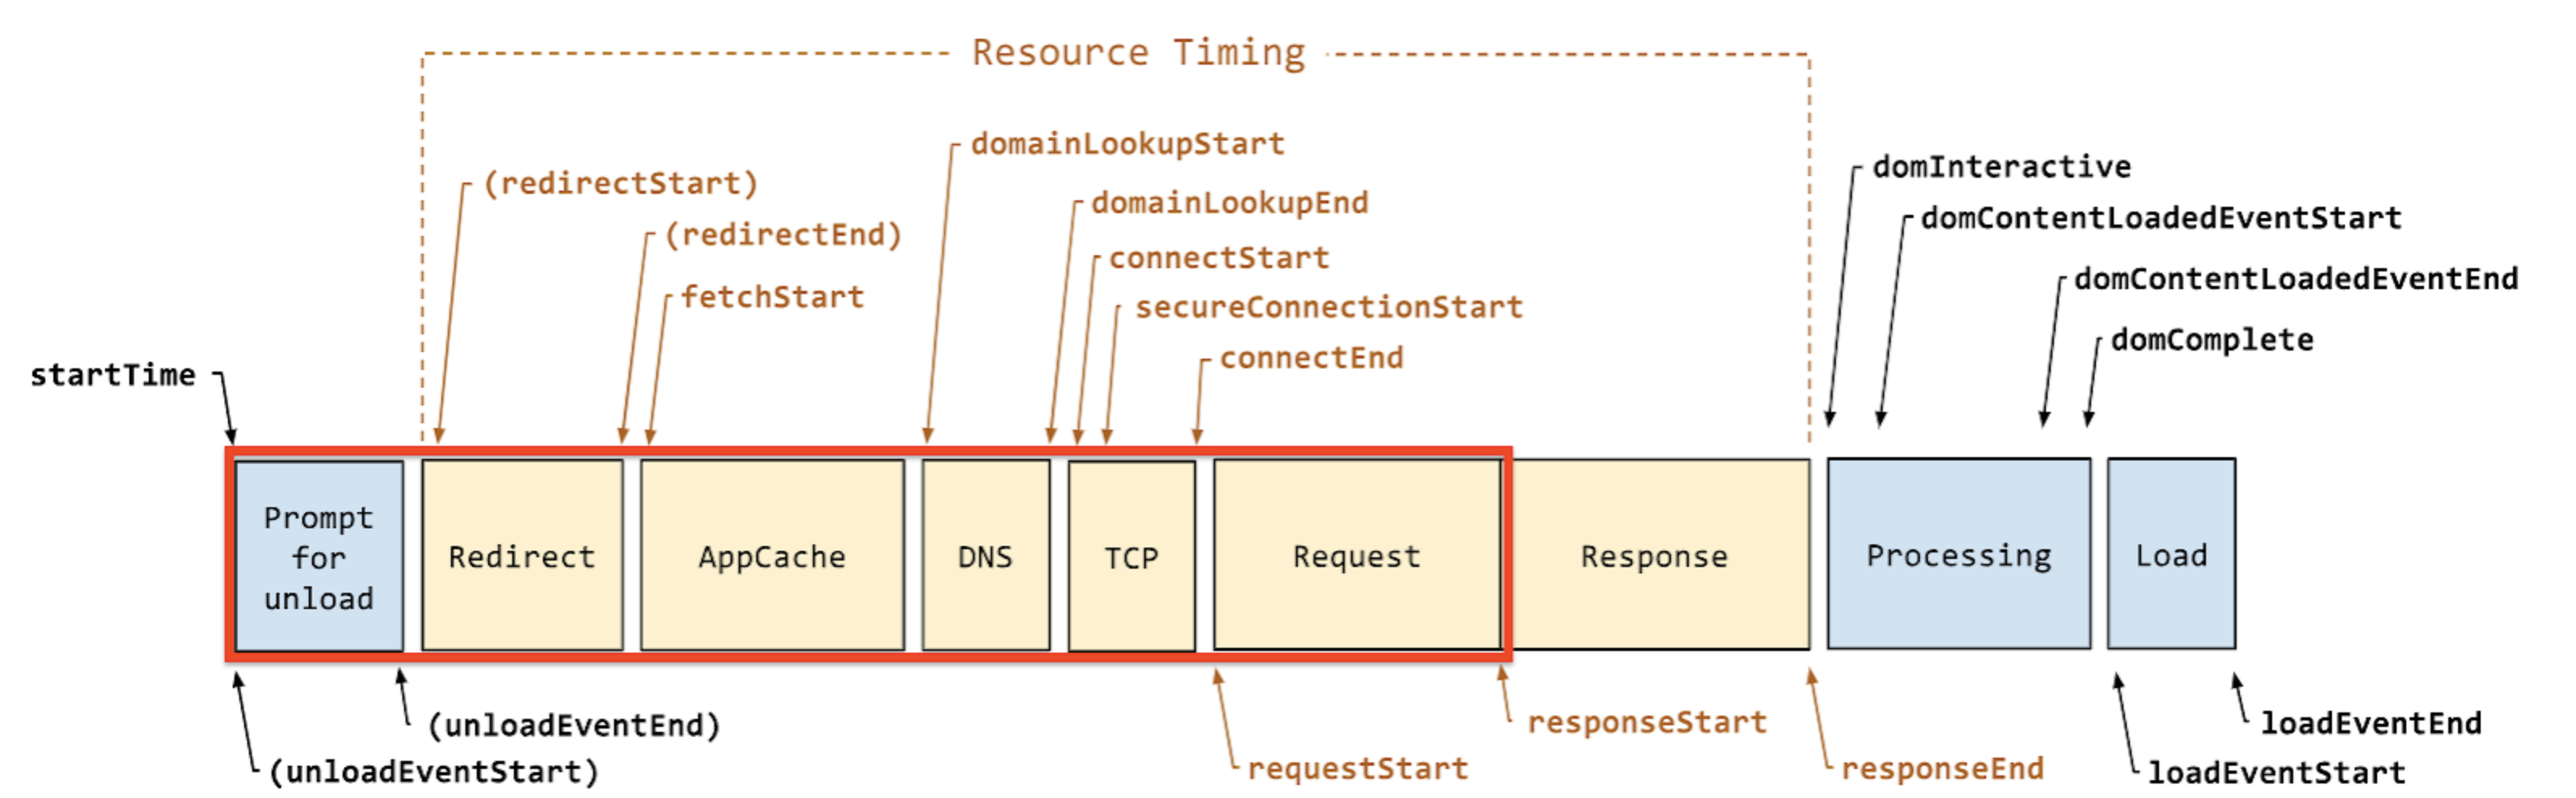 Resource Timing
domainLookupStart
domInteractive
(redirectStart)
domainLookupEnd
domContentLoadedEventStart
(redirectEnd)
connectStart
domContentLoadedEventEnd
fetchStart
secureConnectionStart
domComplete
connectEnd
startTime
Prompt
for
unload
Redirect
AppCache
DNS
TCP
Request
Response
Processing
Load
(unloadEventEnd)
responseStart
loadEventEnd
(unloadEventStart)
requestStart
responseEnd
loadEventStart